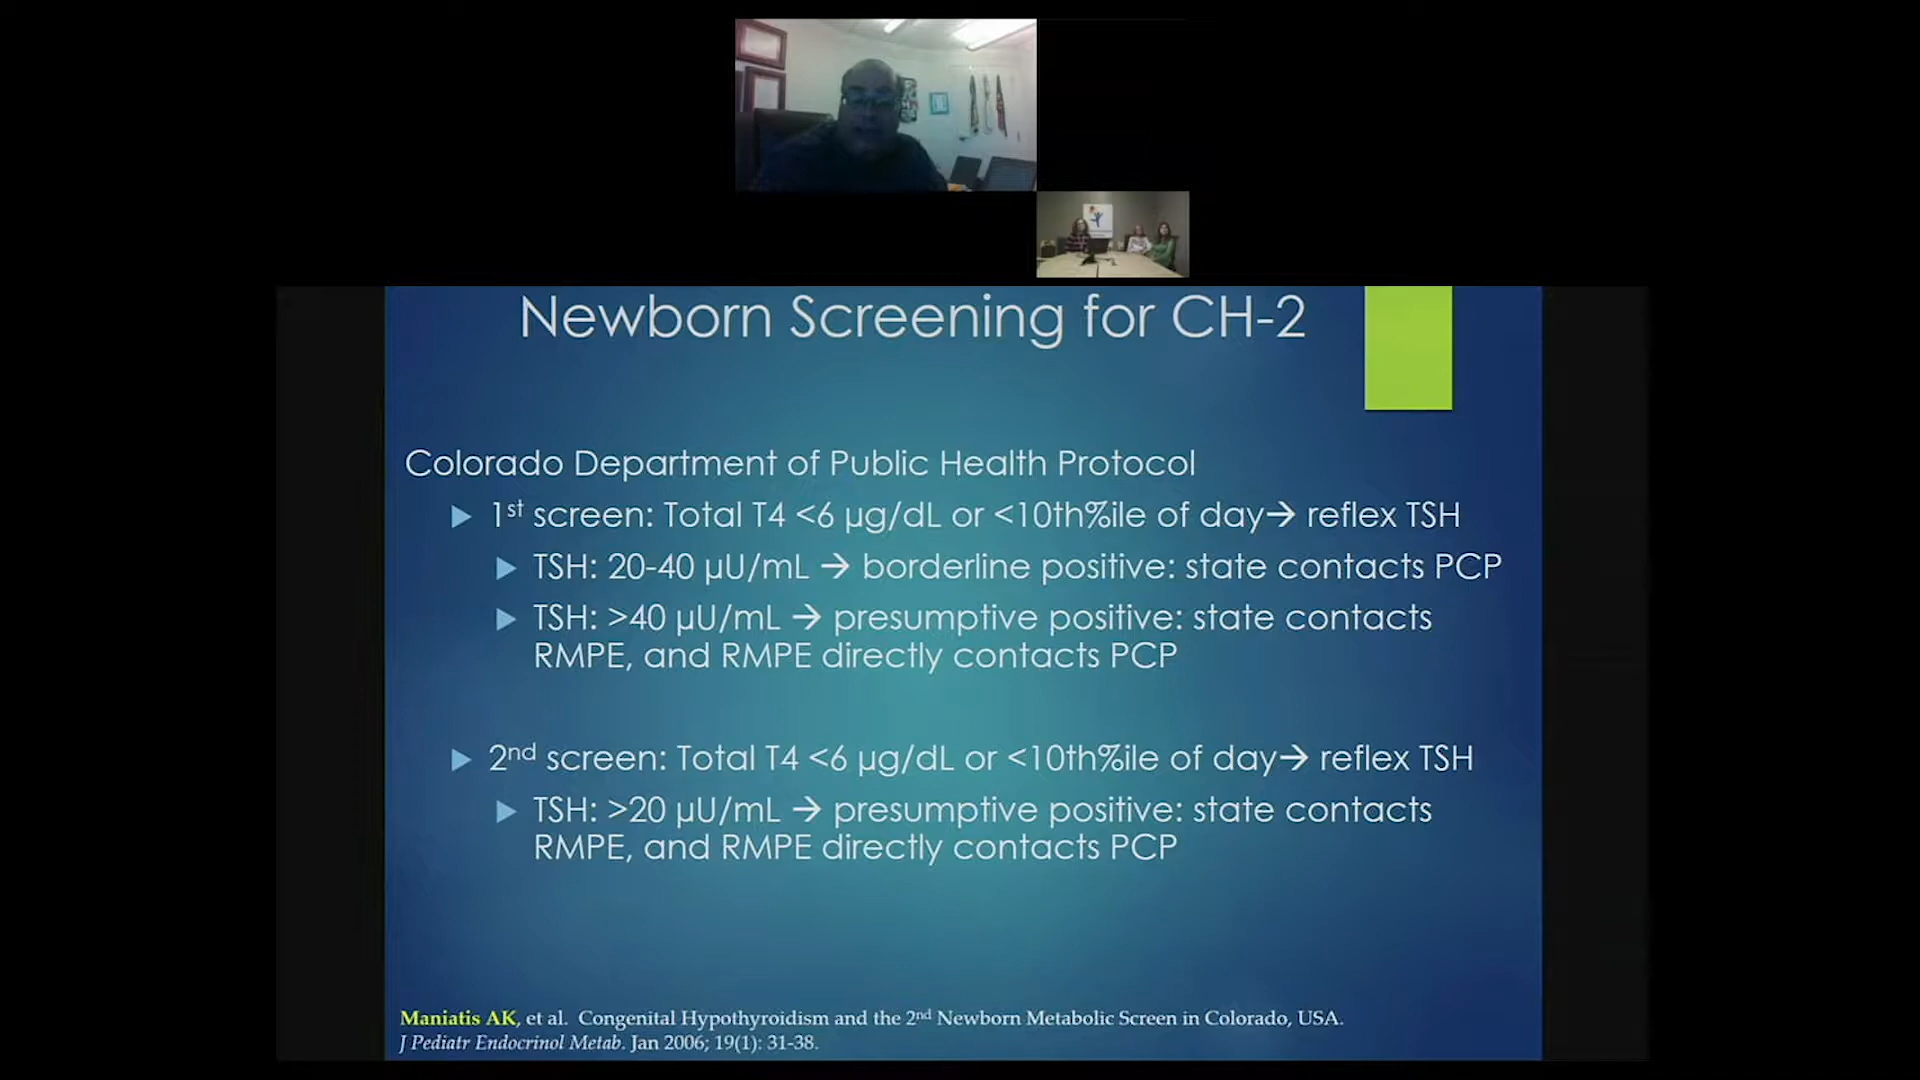 Newborn Screening for CH-2
Colorado Department of Public Health Protocol
1st screen: Total T4 <6 µg/dL or <10th%ile of day→ reflex TSH
TSH: 20-40 µU/mL → borderline positive: state contacts PCP
TSH: >40 µU/mL → presumptive positive: state contacts
RMPE, and RMPE directly contacts PCP
2nd screen: Total T4 <6 µg/dL or <10th%ile of day→ reflex TSH
TSH: >20 µU/mL → presumptive positive: state contacts
RMPE, and RMPE directly contacts PCP
Maniatis AK, et al. Congenital Hypothyroidism and the 2nd Newborn Metabolic Screen in Colorado, USA.
J Pediatr Endocrinol Metab. Jan 2006; 19(1): 31-38.